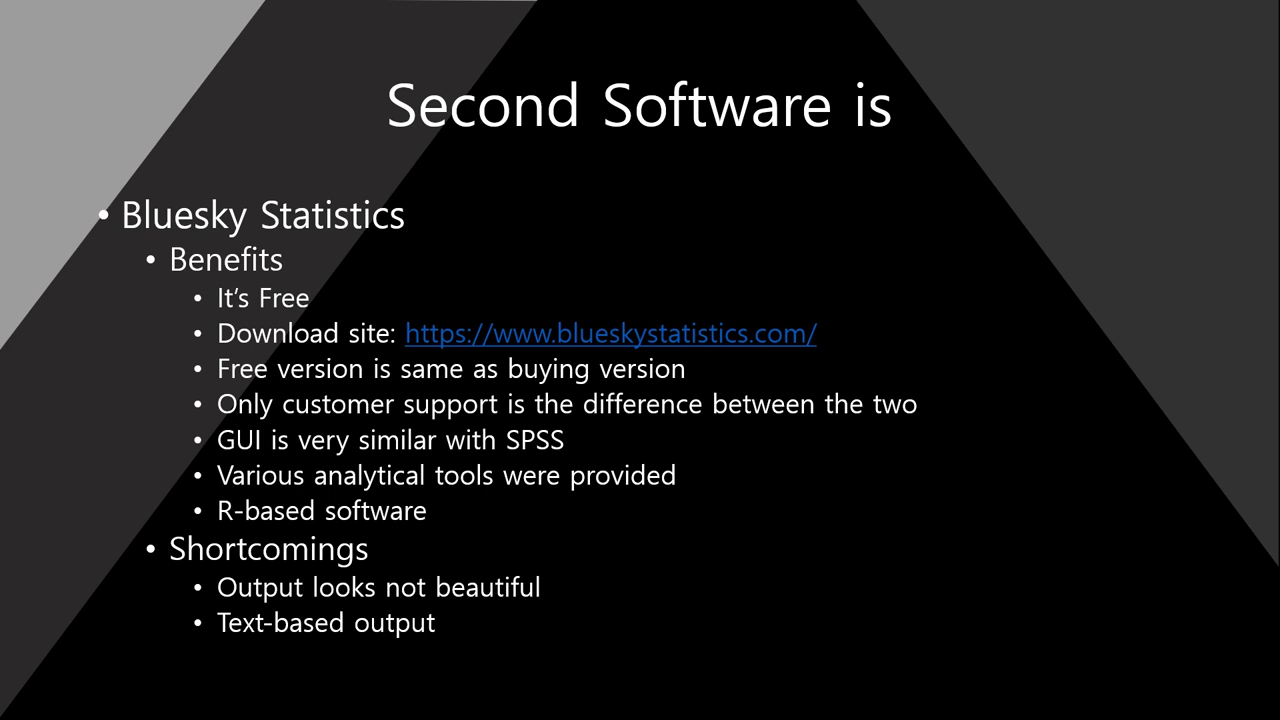 Second Software is
• Bluesky Statistics
• Benefits
• It's Free
• Download site: https://www.blueskystatistics.com/
• Free version is same as buying version
• Only customer support is the difference between the two
• GUI is very similar with SPSS
• Various analytical tools were provided
• R-based software
• Shortcomings
• Output looks not beautiful
• Text-based output